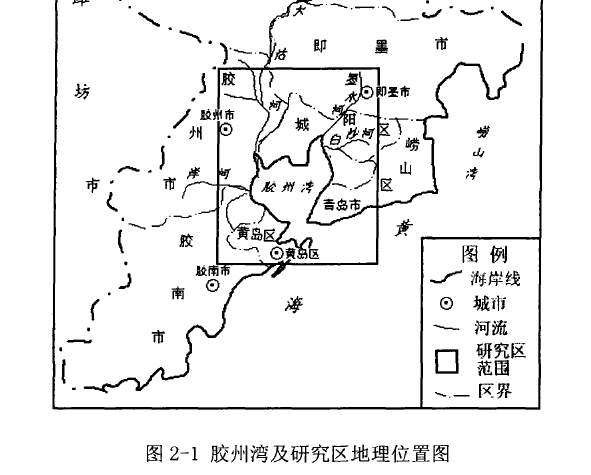 大
沽
河
即墨市
潍
坊
市
胶
州
市
胶州市
墨
水
河
即墨市
城
阳
区
白沙河
崂
山
区
崂
山
湾
洋河
胶州湾
青岛市
黄
海
黄岛区
黄岛区
胶
南
市
胶南市
图例
海岸线
城市
河流
研究区
范围
区界
图 2-1 胶州湾及研究区地理位置图